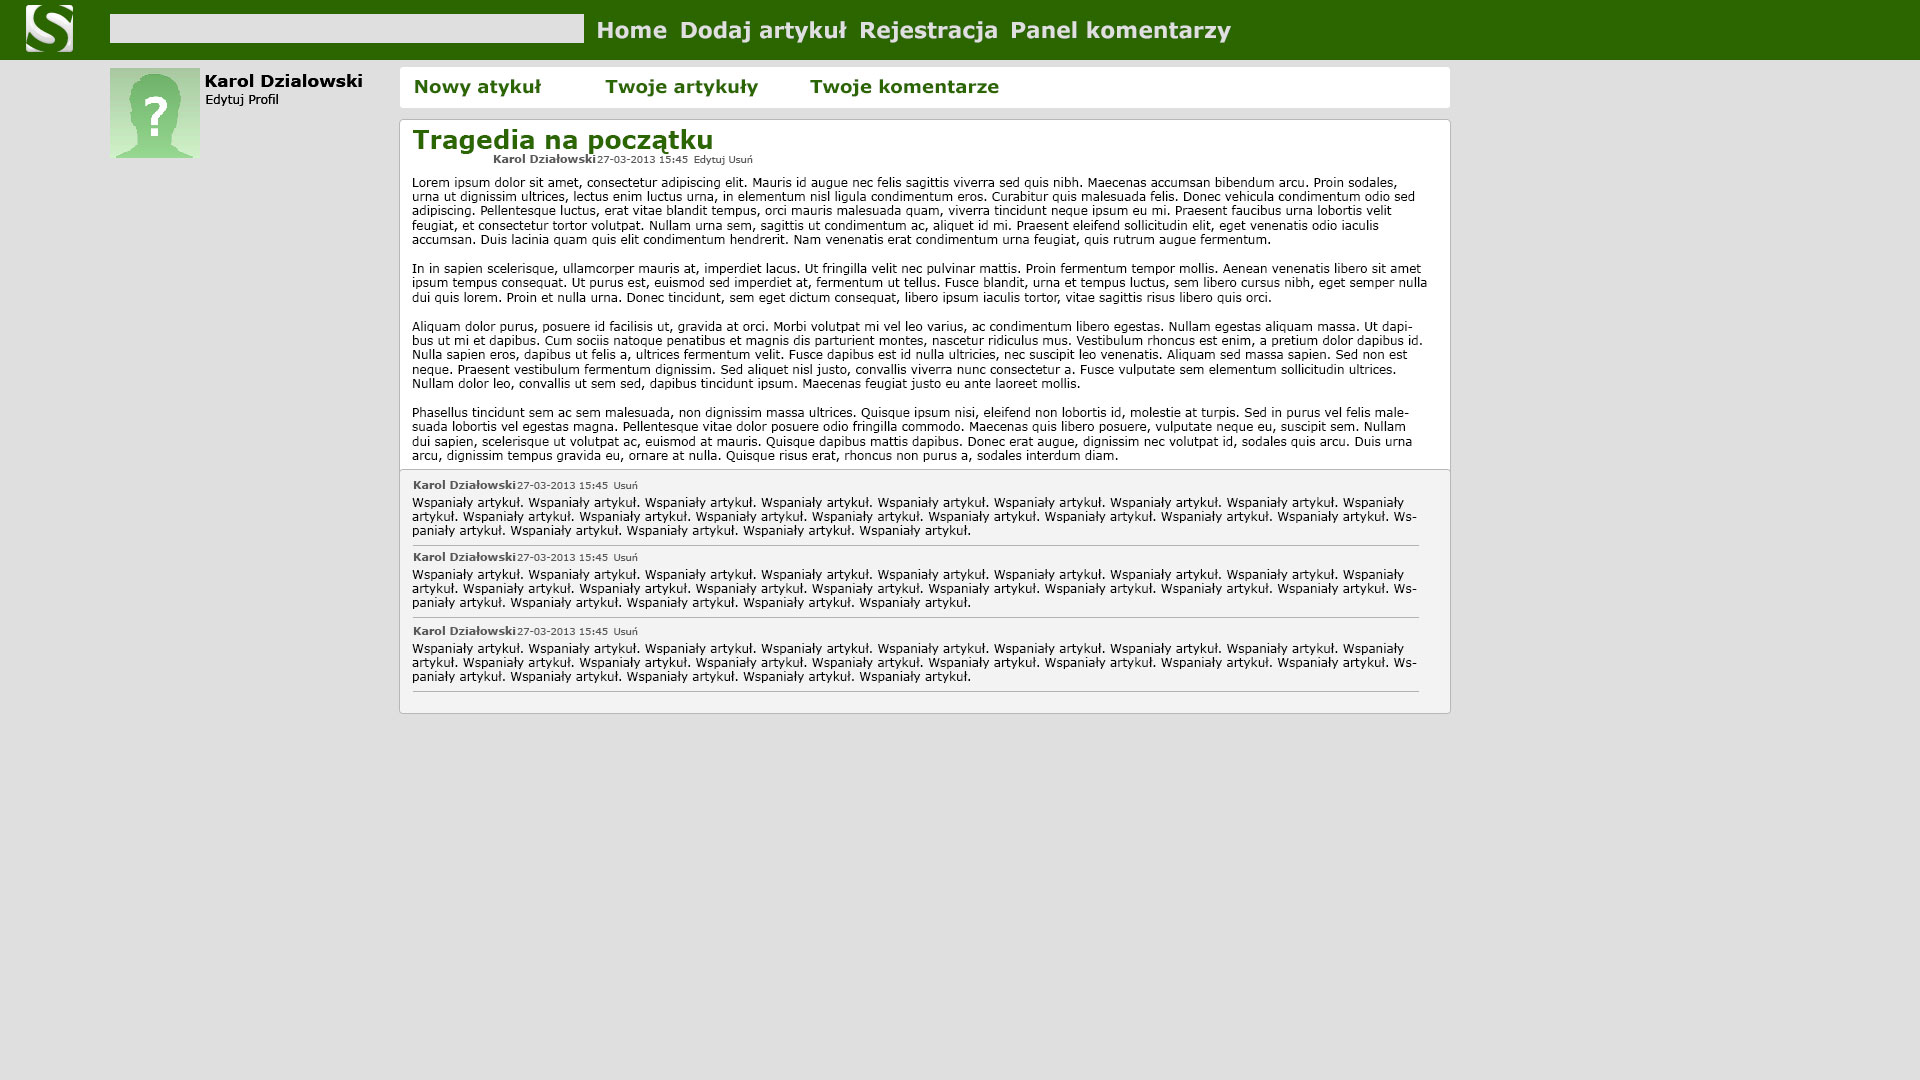 S
Home Dodaj artykuł Rejestracja Panel komentarzy
?
Karol Dzialowski
Edytuj Profil
Nowy atykuł Twoje artykuły Twoje komentarze
Tragedia na początku
Karol Działowski 27-03-2013 15:45 Edytuj Usuń
Lorem ipsum dolor sit amet, consectetur adipiscing elit. Mauris id augue nec felis sagittis viverra sed quis nibh. Maecenas accumsan bibendum arcu. Proin sodales,
urna ut dignissim ultrices, lectus enim luctus urna, in elementum nisl ligula condimentum eros. Curabitur quis malesuada felis. Donec vehicula condimentum odio sed
adipiscing. Pellentesque luctus, erat vitae blandit tempus, orci mauris malesuada quam, viverra tincidunt neque ipsum eu mi. Praesent faucibus urna lobortis velit
feugiat, et consectetur tortor volutpat. Nullam urna sem, sagittis ut condimentum ac, aliquet id mi. Praesent eleifend sollicitudin elit, eget venenatis odio iaculis
accumsan. Duis lacinia quam quis elit condimentum hendrerit. Nam venenatis erat condimentum urna feugiat, quis rutrum augue fermentum.
In in sapien scelerisque, ullamcorper mauris at, imperdiet lacus. Ut fringilla velit nec pulvinar mattis. Proin fermentum tempor mollis. Aenean venenatis libero sit amet
ipsum tempus consequat. Ut purus est, euismod sed imperdiet at, fermentum ut tellus. Fusce blandit, urna et tempus luctus, sem libero cursus nibh, eget semper nulla
dui quis lorem. Proin et nulla urna. Donec tincidunt, sem eget dictum consequat, libero ipsum iaculis tortor, vitae sagittis risus libero quis orci.
Aliquam dolor purus, posuere id facilisis ut, gravida at orci. Morbi volutpat mi vel leo varius, ac condimentum libero egestas. Nullam egestas aliquam massa. Ut dapi-
bus ut mi et dapibus. Cum sociis natoque penatibus et magnis dis parturient montes, nascetur ridiculus mus. Vestibulum rhoncus est enim, a pretium dolor dapibus id.
Nulla sapien eros, dapibus ut felis a, ultrices fermentum velit. Fusce dapibus est id nulla ultricies, nec suscipit leo venenatis. Aliquam sed massa sapien. Sed non est
neque. Praesent vestibulum fermentum dignissim. Sed aliquet nisl justo, convallis viverra nunc consectetur a. Fusce vulputate sem elementum sollicitudin ultrices.
Nullam dolor leo, convallis ut sem sed, dapibus tincidunt ipsum. Maecenas feugiat justo eu ante laoreet mollis.
Phasellus tincidunt sem ac sem malesuada, non dignissim massa ultrices. Quisque ipsum nisi, eleifend non lobortis id, molestie at turpis. Sed in purus vel felis male-
suada lobortis vel egestas magna. Pellentesque vitae dolor posuere odio fringilla commodo. Maecenas quis libero posuere, vulputate neque eu, suscipit sem. Nullam
dui sapien, scelerisque ut volutpat ac, euismod at mauris. Quisque dapibus mattis dapibus. Donec erat augue, dignissim nec volutpat id, sodales quis arcu. Duis urna
arcu, dignissim tempus gravida eu, ornare at nulla. Quisque risus erat, rhoncus non purus a, sodales interdum diam.
Karol Działowski 27-03-2013 15:45 Usuń
Wspaniały artykuł. Wspaniały artykuł. Wspaniały artykuł. Wspaniały artykuł. Wspaniały artykuł. Wspaniały artykuł. Wspaniały artykuł. Wspaniały artykuł. Wspaniały
artykuł. Wspaniały artykuł. Wspaniały artykuł. Wspaniały artykuł. Wspaniały artykuł. Wspaniały artykuł. Wspaniały artykuł. Wspaniały artykuł. Wspaniały artykuł. Ws-
paniały artykuł. Wspaniały artykuł. Wspaniały artykuł. Wspaniały artykuł. Wspaniały artykuł.
Karol Działowski 27-03-2013 15:45 Usuń
Wspaniały artykuł. Wspaniały artykuł. Wspaniały artykuł. Wspaniały artykuł. Wspaniały artykuł. Wspaniały artykuł. Wspaniały artykuł. Wspaniały artykuł. Wspaniały
artykuł. Wspaniały artykuł. Wspaniały artykuł. Wspaniały artykuł. Wspaniały artykuł. Wspaniały artykuł. Wspaniały artykuł. Wspaniały artykuł. Wspaniały artykuł. Ws-
paniały artykuł. Wspaniały artykuł. Wspaniały artykuł. Wspaniały artykuł. Wspaniały artykuł.
Karol Działowski 27-03-2013 15:45 Usuń
Wspaniały artykuł. Wspaniały artykuł. Wspaniały artykuł. Wspaniały artykuł. Wspaniały artykuł. Wspaniały artykuł. Wspaniały artykuł. Wspaniały artykuł. Wspaniały
artykuł. Wspaniały artykuł. Wspaniały artykuł. Wspaniały artykuł. Wspaniały artykuł. Wspaniały artykuł. Wspaniały artykuł. Wspaniały artykuł. Wspaniały artykuł. Ws-
paniały artykuł. Wspaniały artykuł. Wspaniały artykuł. Wspaniały artykuł. Wspaniały artykuł.